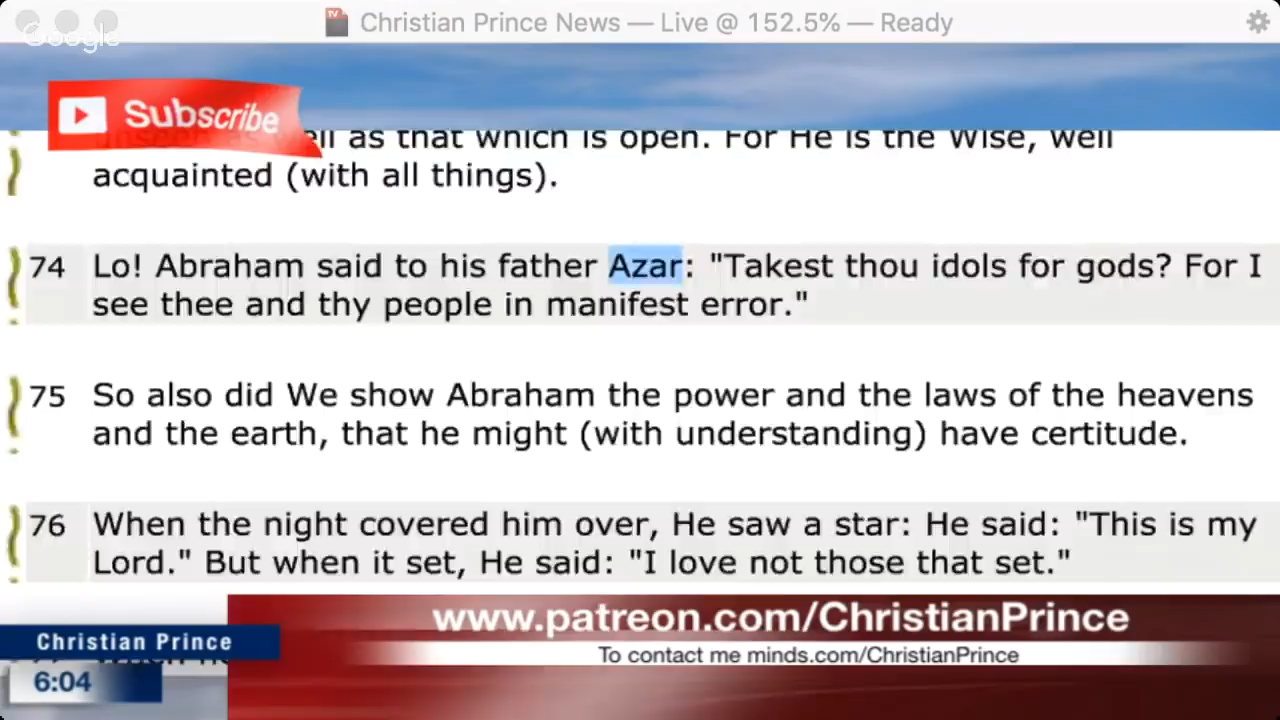 Christian Prince News — Live @ 152.5% — Ready
Google
Subscribe
as that which is open. For He is the Wise, well
acquainted (with all things).
74 Lo! Abraham said to his father Azar: "Takest thou idols for gods? For I
see thee and thy people in manifest error."
75 So also did We show Abraham the power and the laws of the heavens
and the earth, that he might (with understanding) have certitude.
76 When the night covered him over, He saw a star: He said: "This is my
Lord." But when it set, He said: "I love not those that set."
www.patreon.com/ChristianPrince
Christian Prince
To contact me minds.com/ChristianPrince
6:04